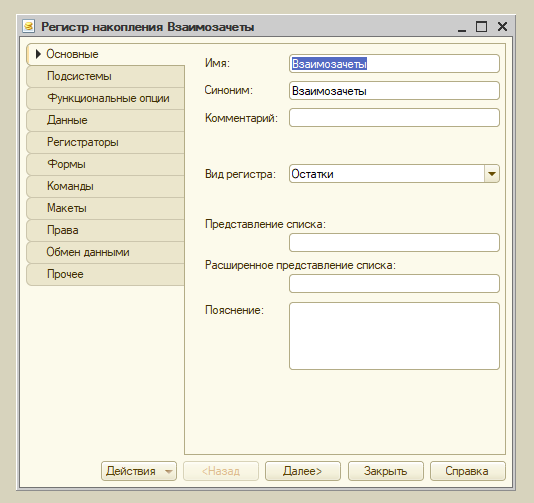 Регистр накопления Взаимозачеты
Основные
Подсистемы
Функциональные опции
Данные
Регистраторы
Формы
Команды
Макеты
Права
Обмен данными
Прочее
Имя: Взаимозачеты
Синоним: Взаимозачеты
Комментарий:
Вид регистра: Остатки
Представление списка:
Расширенное представление списка:
Пояснение:
Действия <Назад Далее> Закрыть Справка